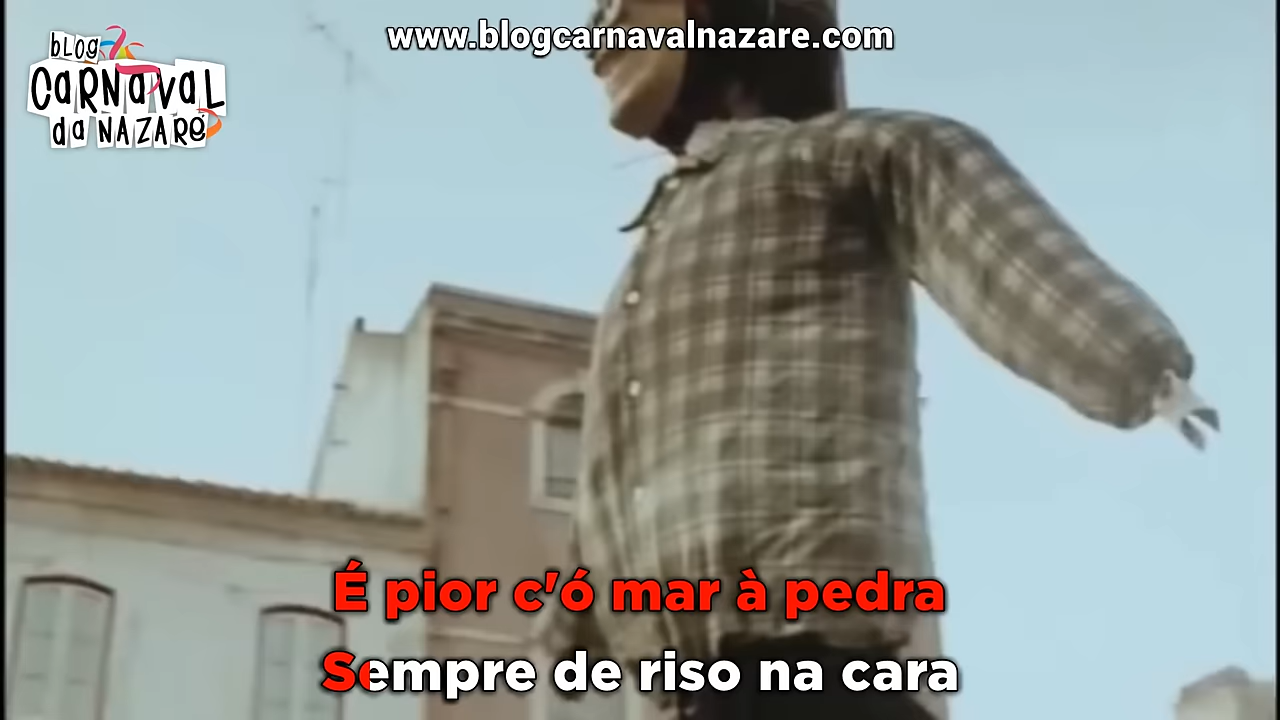 www.blogcarnavalnazare.com
BLOG
CARNAVAL
da NAZARÉ
É pior c'ó mar à pedra
Sempre de riso na cara